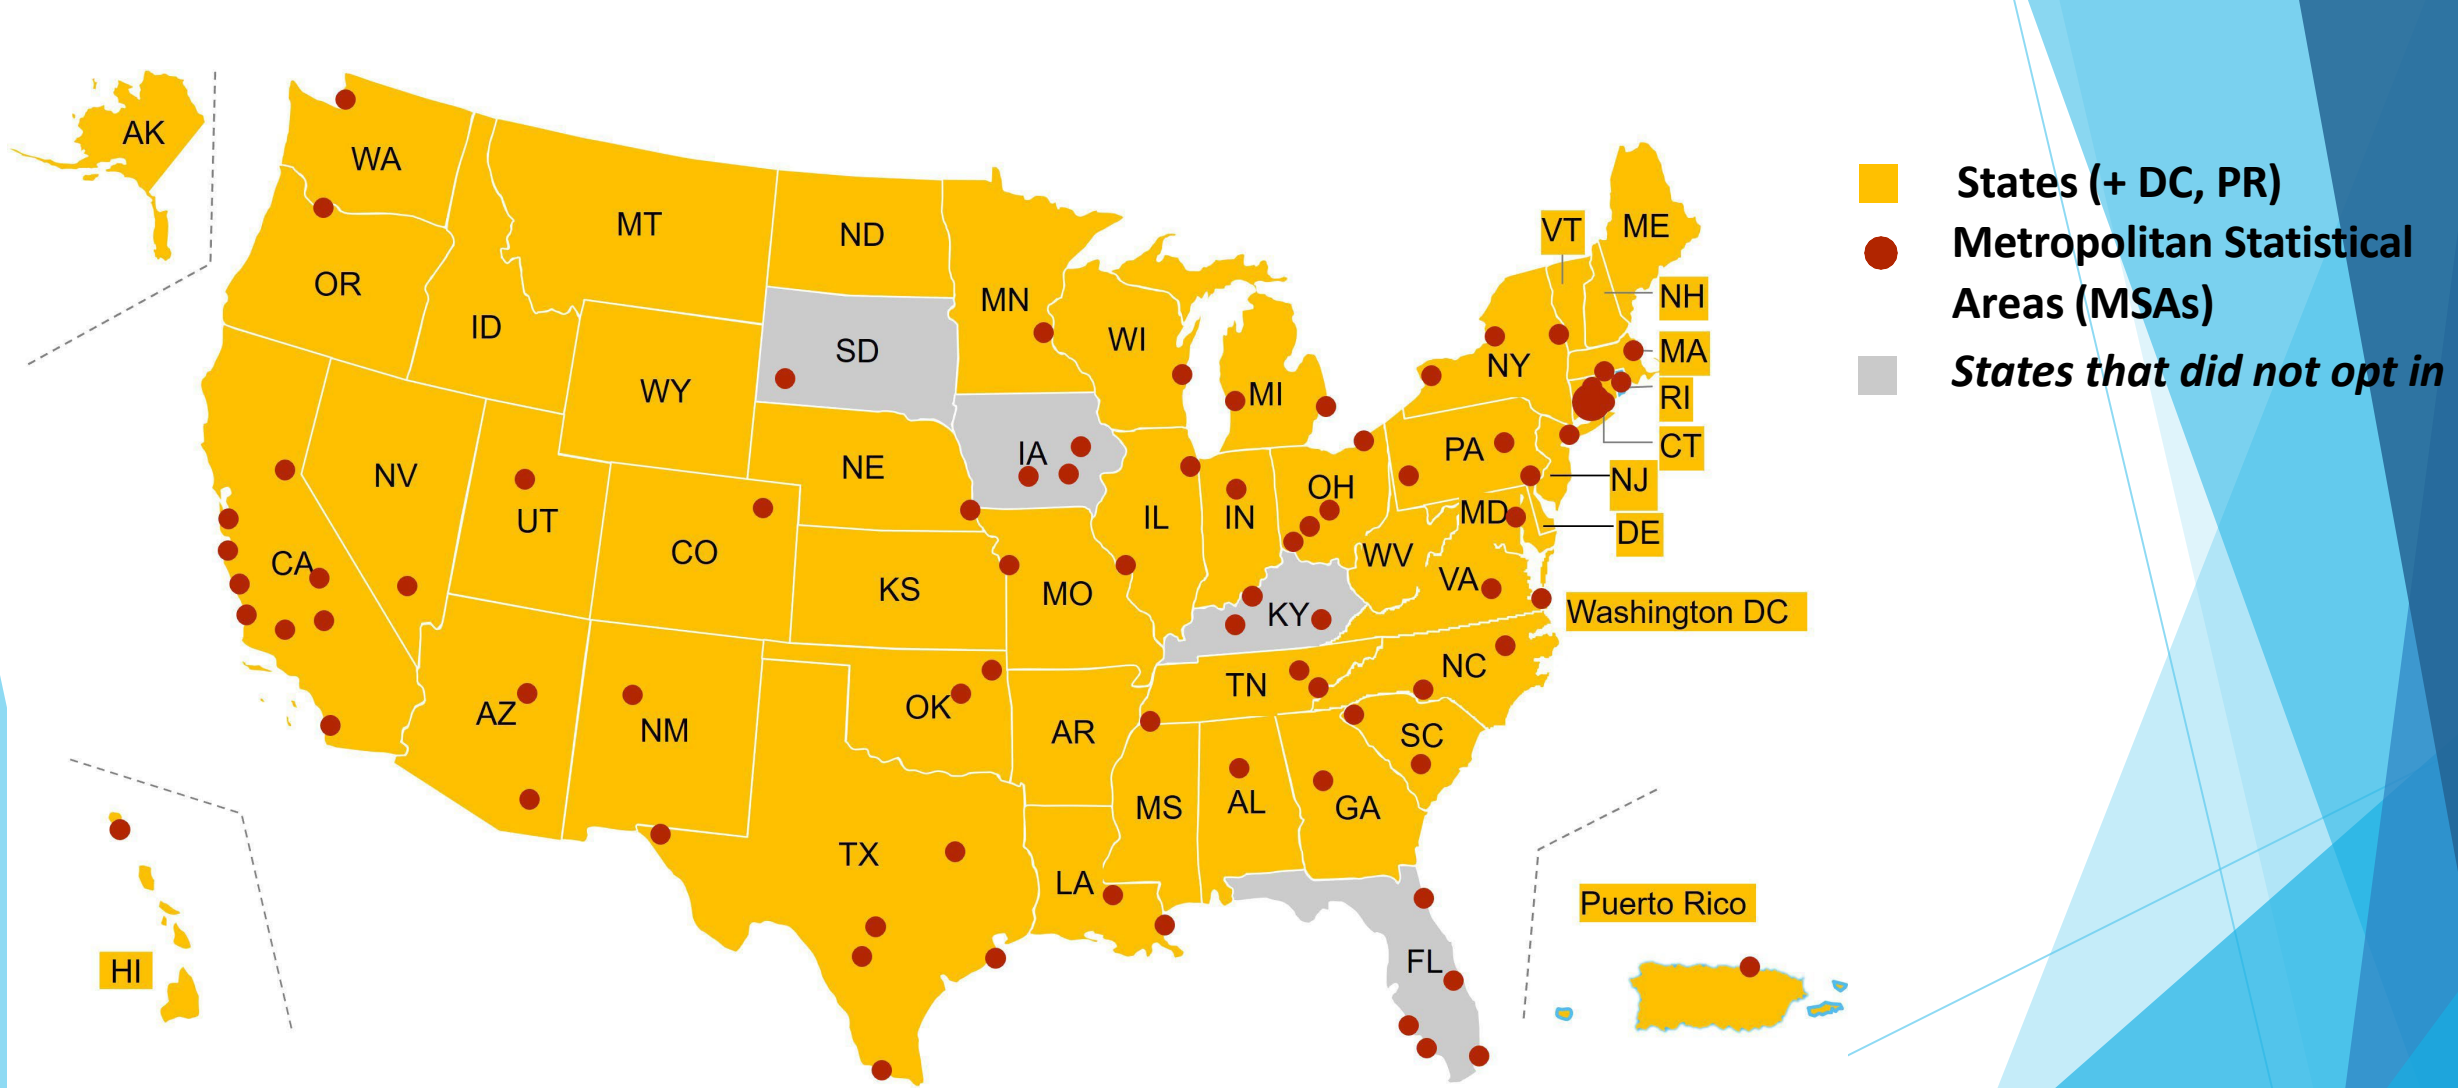 AK
WA
MT
ND
OR
ID
MN
WI
SD
WY
MI
VT
ME
NH
NY
MA
RI
CT
IA
PA
NE
NV
UT
OH
NJ
IL
IN
MD
DE
CO
CA
WV
KS
MO
VA
KY
Washington DC
NC
TN
OK
AZ
NM
AR
SC
MS
AL
GA
TX
LA
Puerto Rico
FL
HI
States (+ DC, PR)
Metropolitan Statistical
Areas (MSAs)
States that did not opt in